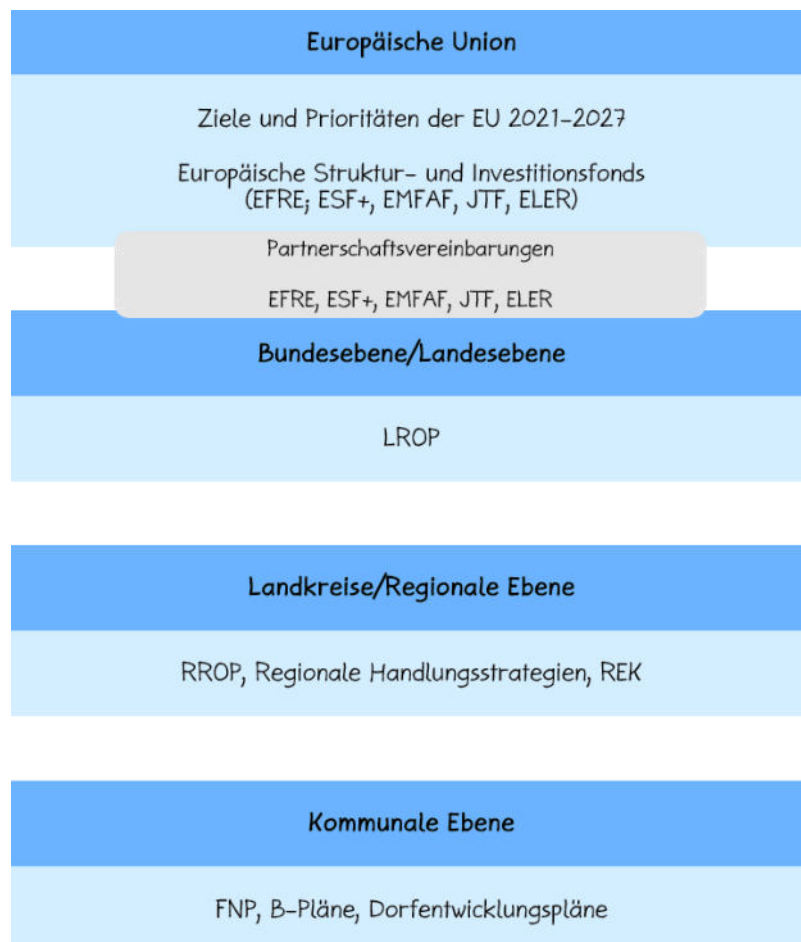 Europäische Union
Ziele und Prioritäten der EU 2021-2027
Europäische Struktur- und Investitionsfonds
(EFRE; ESF+, EMFAF, JTF, ELER)
Partnerschaftsvereinbarungen
EFRE, ESF+, EMFAF, JTF, ELER
Bundesebene/Landesebene
LROP
Landkreise/Regionale Ebene
RROP, Regionale Handlungsstrategien, REK
Kommunale Ebene
FNP, B-Pläne, Dorfentwicklungspläne